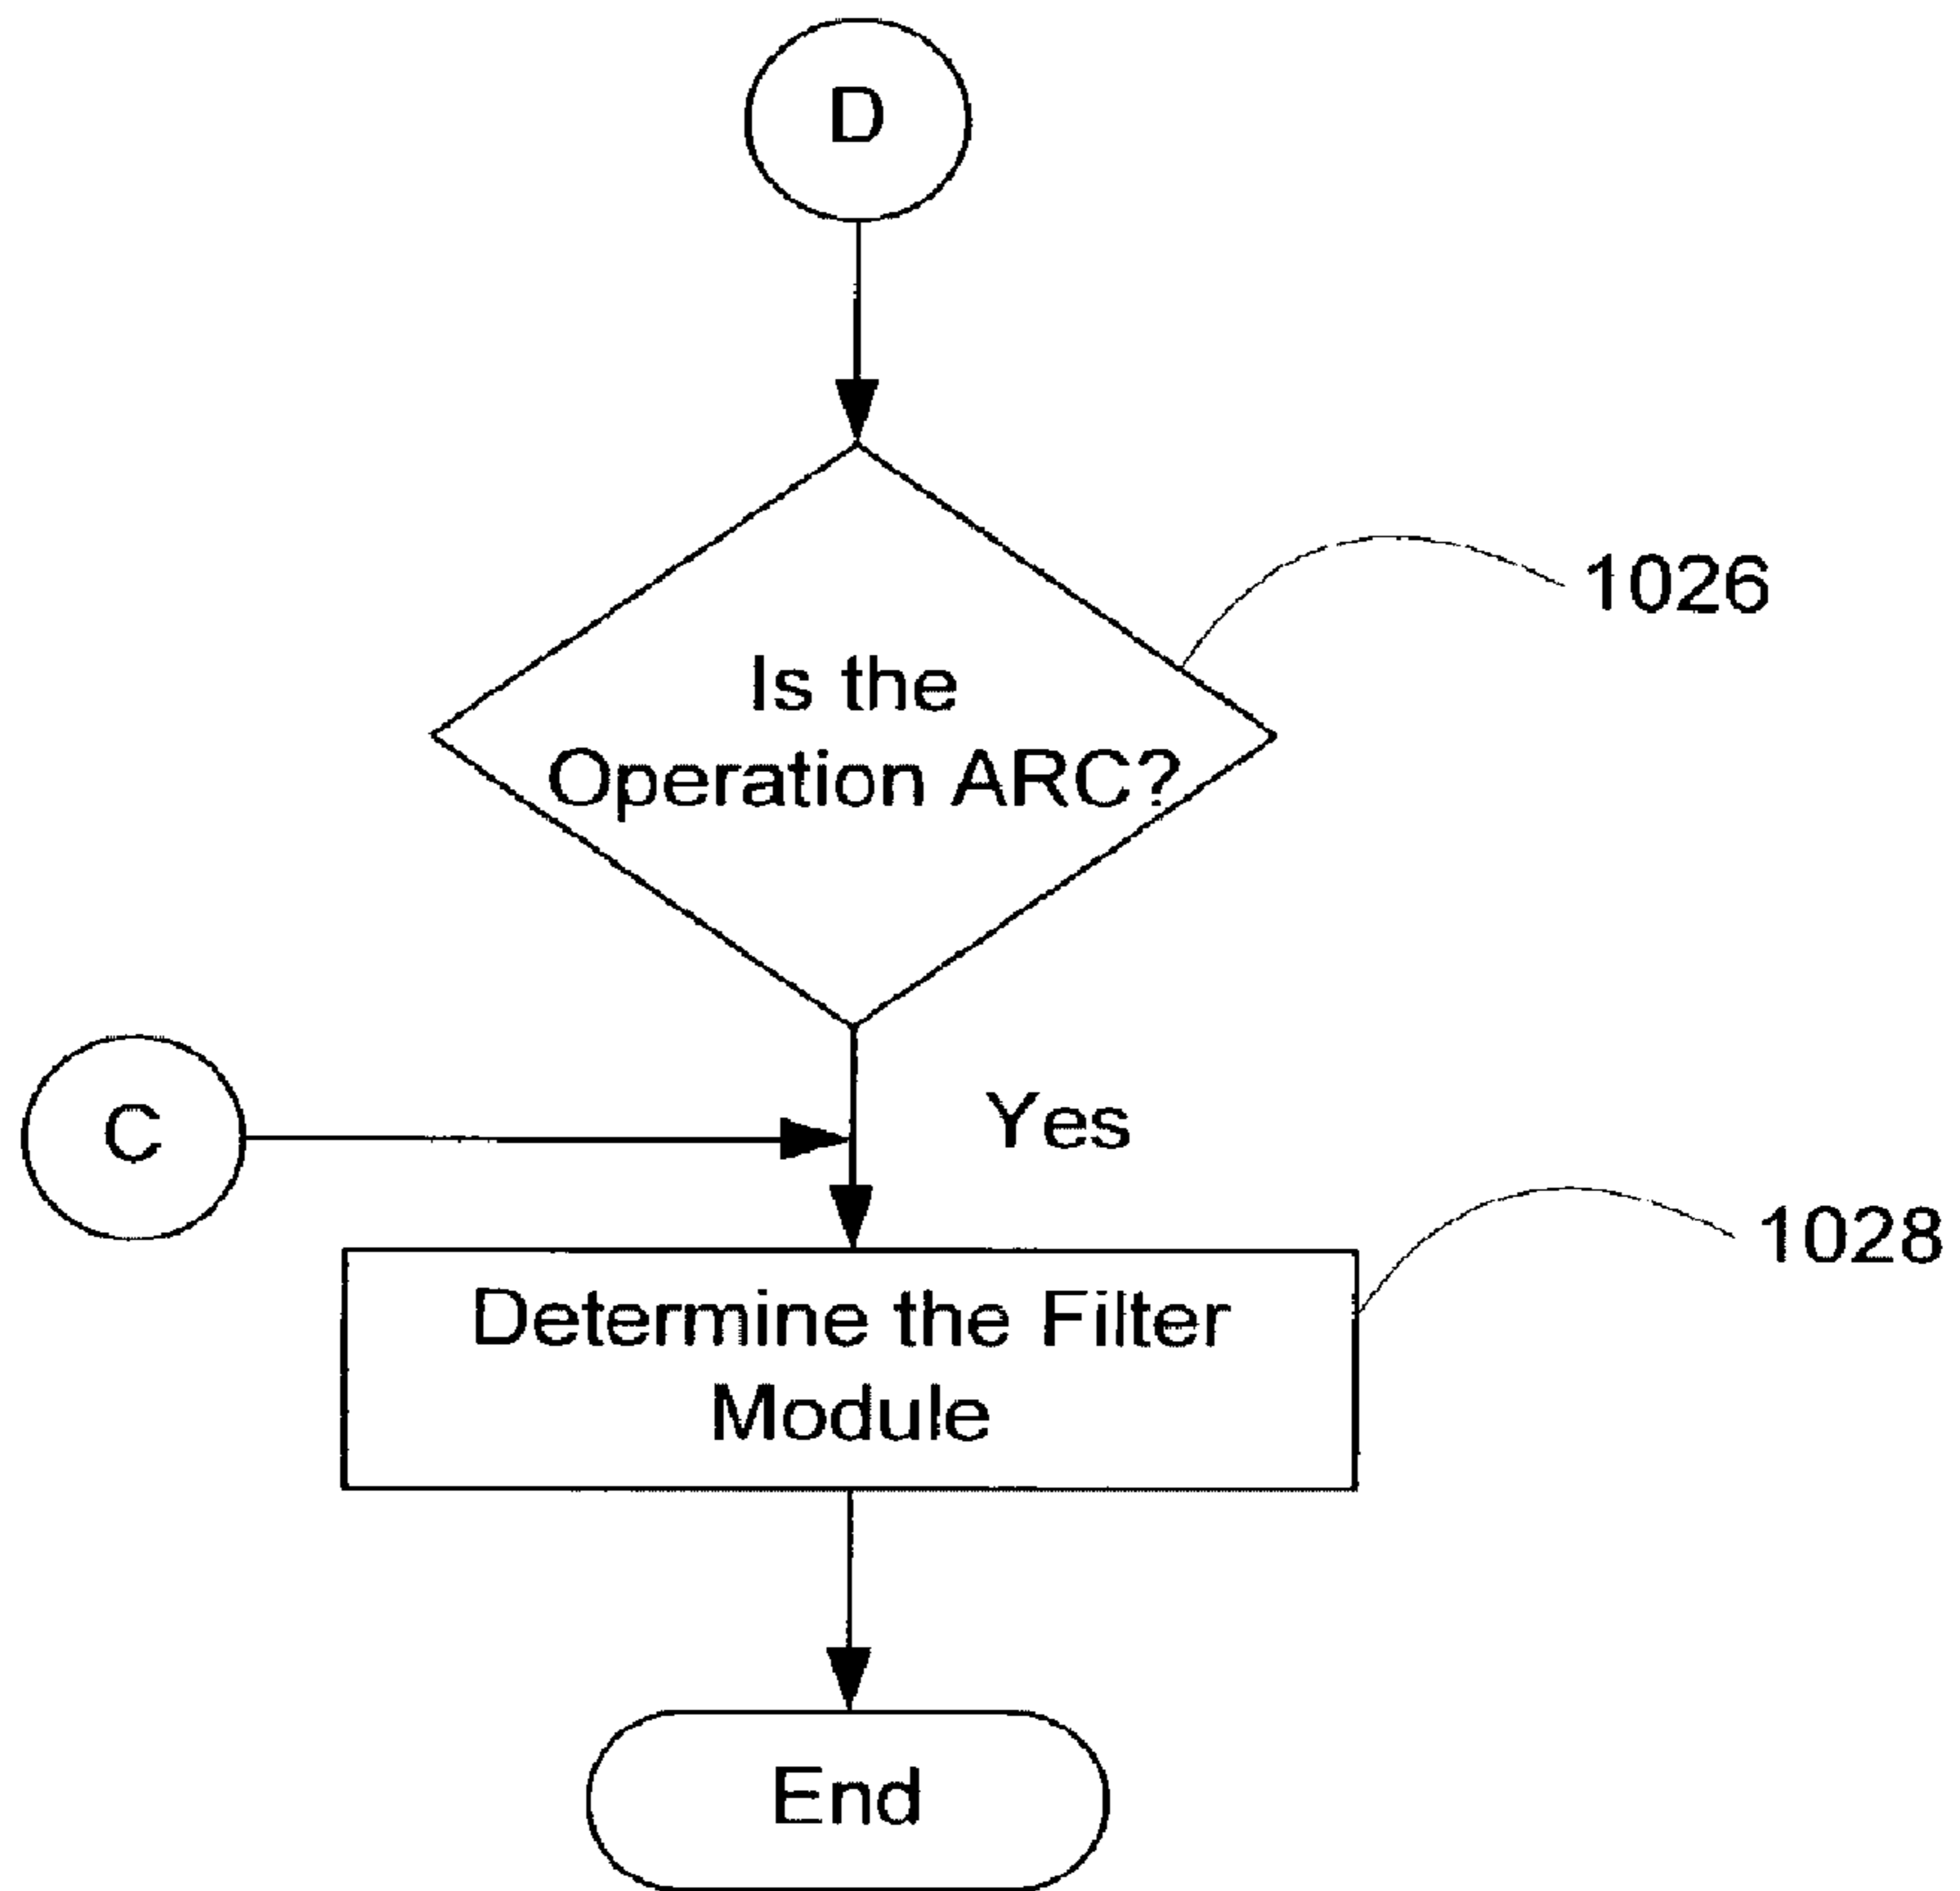 D
1026
Is the
Operation ARC?
C
Yes
1028
Determine the Filter
Module
End